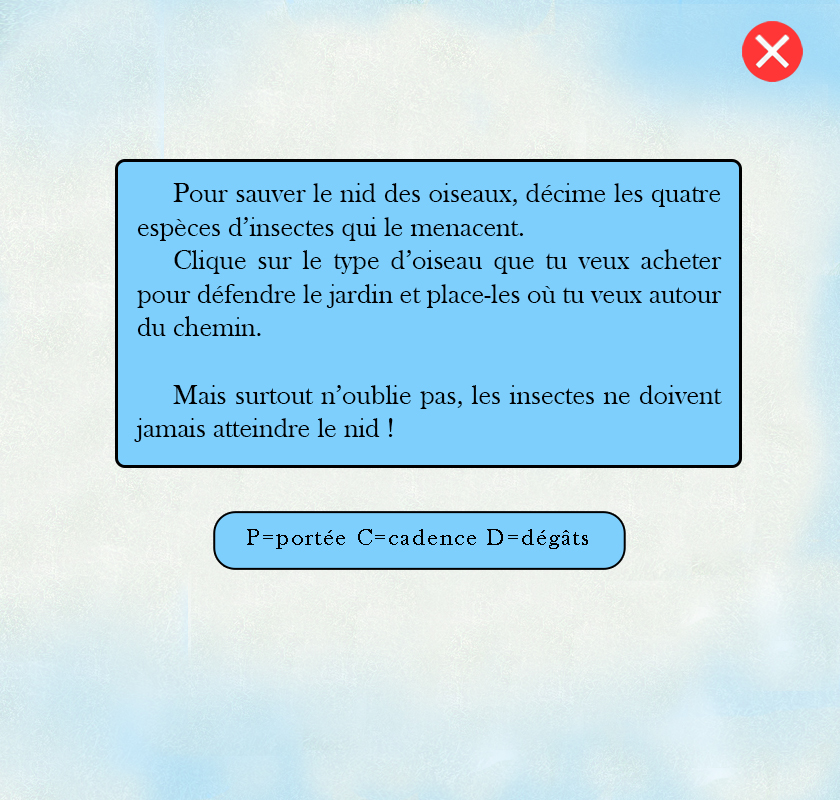 Pour sauver le nid des oiseaux, décime les quatre
espèces d’insectes qui le menacent.
Clique sur le type d’oiseau que tu veux acheter
pour défendre le jardin et place-les où tu veux autour
du chemin.
Mais surtout n’oublie pas, les insectes ne doivent
jamais atteindre le nid !
P=portée C=cadence D=dégâts